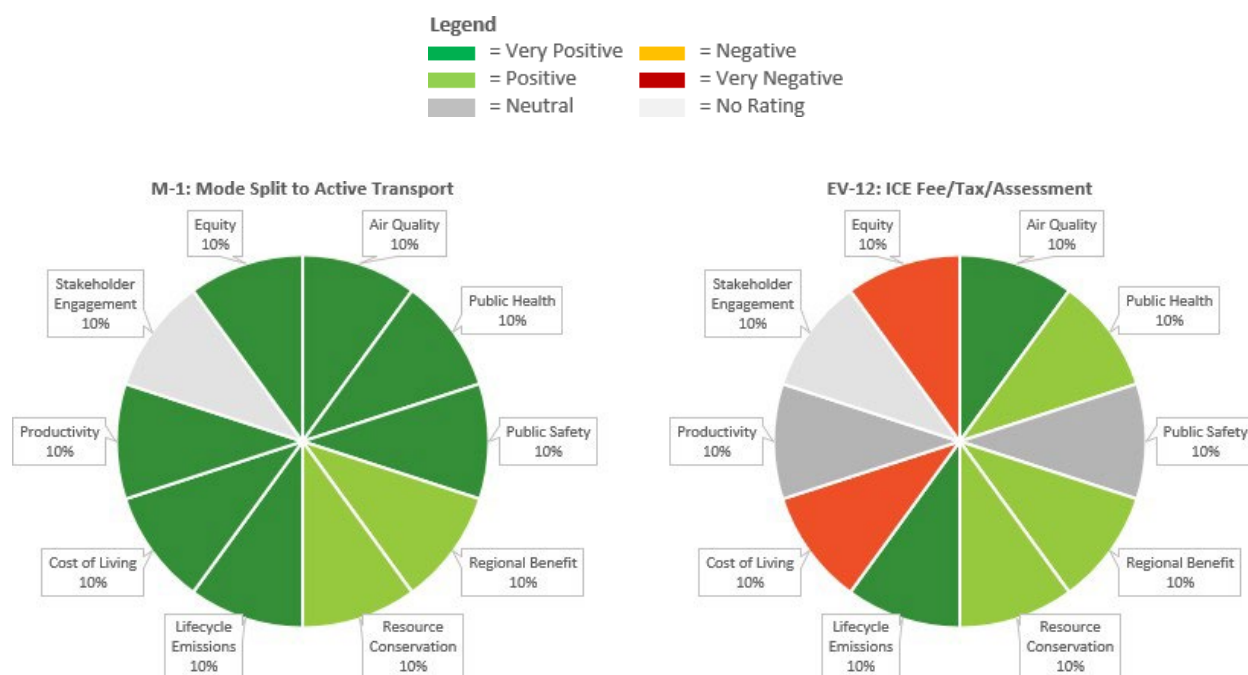 Legend
= Very Positive
= Negative
= Positive
= Very Negative
= Neutral
= No Rating
M-1: Mode Split to Active Transport
Equity
10%
Air Quality
10%
Stakeholder
Engagement
10%
Public Health
10%
Productivity
10%
Public Safety
10%
Cost of Living
10%
Regional Benefit
10%
Lifecycle
Emissions
10%
Resource
Conservation
10%
EV-12: ICE Fee/Tax/Assessment
Equity
10%
Air Quality
10%
Stakeholder
Engagement
10%
Public Health
10%
Productivity
10%
Public Safety
10%
Cost of Living
10%
Regional Benefit
10%
Lifecycle
Emissions
10%
Resource
Conservation
10%